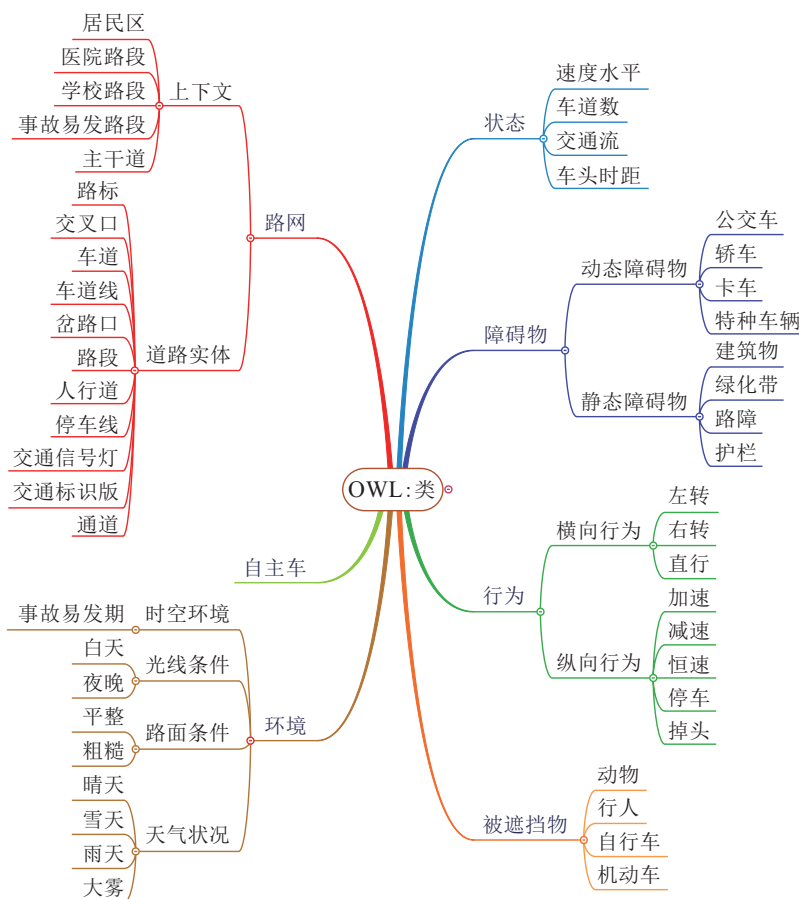 OWL:类
路网
上下文
居民区
医院路段
学校路段
事故易发路段
主干道
道路实体
路标
交叉口
车道
车道线
岔路口
路段
人行道
停车线
交通信号灯
交通标识版
通道
自主车
环境
时空环境
事故易发期
光线条件
白天
夜晚
路面条件
平整
粗糙
天气状况
晴天
雪天
雨天
大雾
状态
速度水平
车道数
交通流
车头时距
障碍物
动态障碍物
公交车
轿车
卡车
特种车辆
静态障碍物
建筑物
绿化带
路障
护栏
行为
横向行为
左转
右转
直行
纵向行为
加速
减速
恒速
停车
掉头
被遮挡物
动物
行人
自行车
机动车